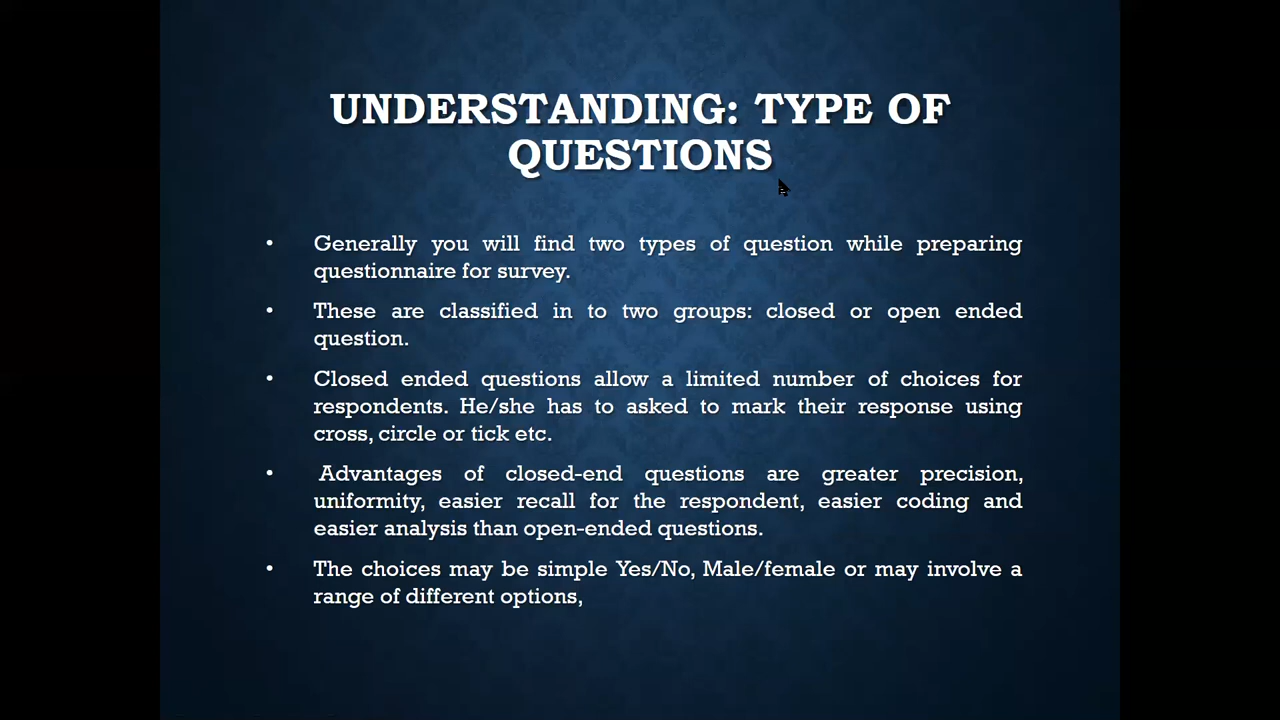 UNDERSTANDING: TYPE OF
QUESTIONS
• Generally you will find two types of question while preparing
questionnaire for survey.
• These are classified in to two groups: closed or open ended
question.
• Closed ended questions allow a limited number of choices for
respondents. He/she has to asked to mark their response using
cross, circle or tick etc.
• Advantages of closed-end questions are greater precision,
uniformity, easier recall for the respondent, easier coding and
easier analysis than open-ended questions.
• The choices may be simple Yes/No, Male/female or may involve a
range of different options,